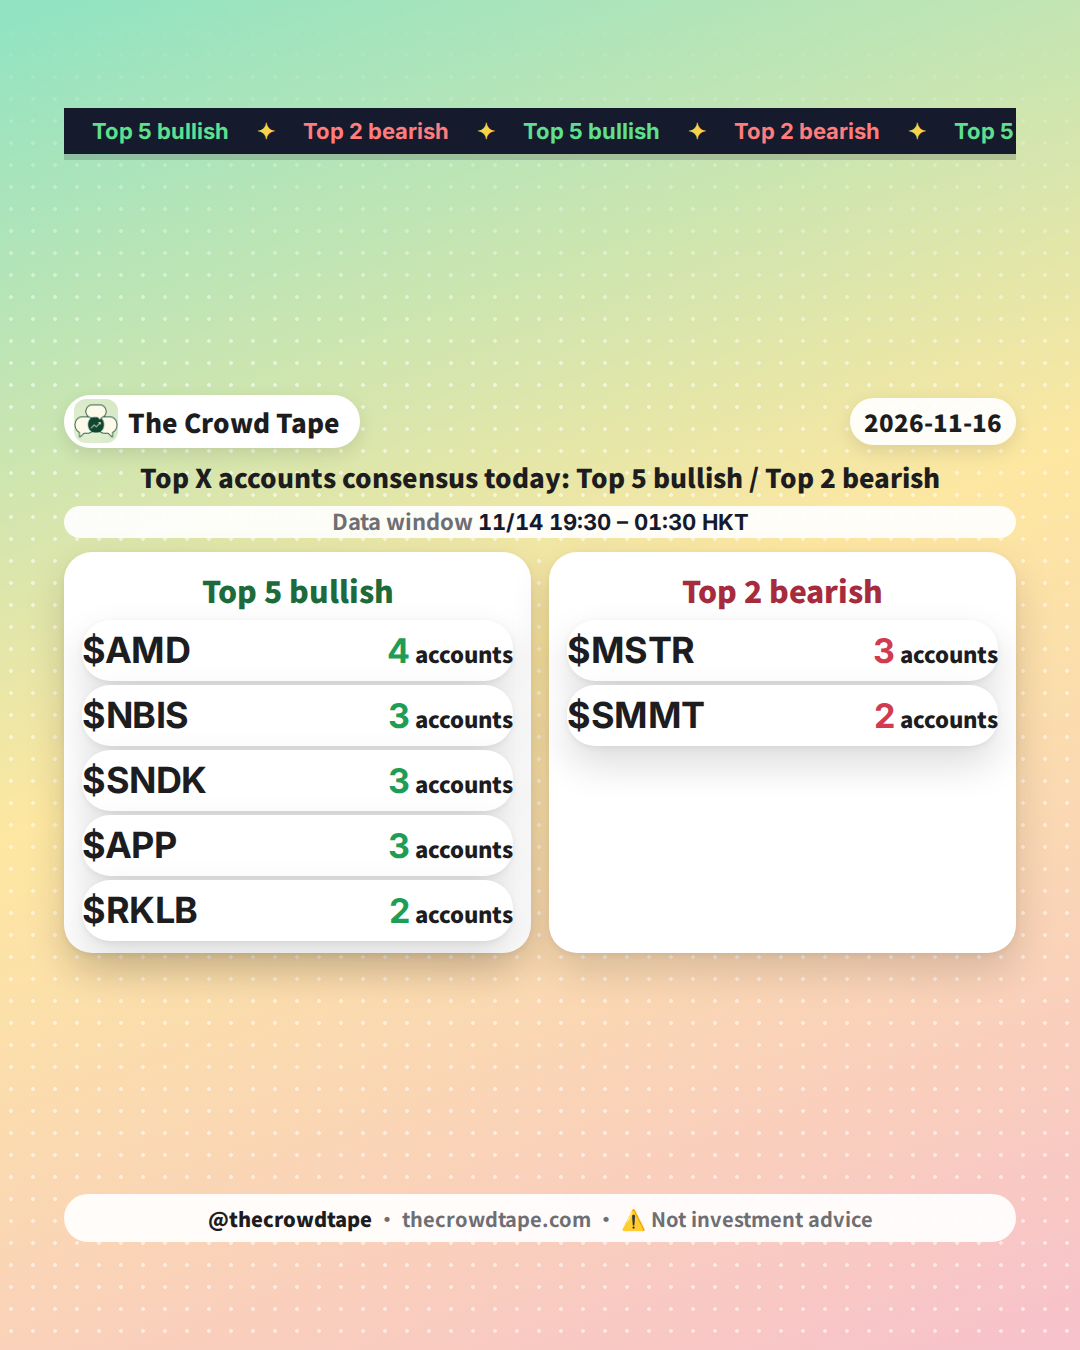 Top 5 bullish ✦ Top 2 bearish ✦ Top 5 bullish ✦ Top 2 bearish ✦ Top 5
The Crowd Tape
2026-11-16
Top X accounts consensus today: Top 5 bullish / Top 2 bearish
Data window 11/14 19:30 – 01:30 HKT
Top 5 bullish
$AMD 4 accounts
$NBIS 3 accounts
$SNDK 3 accounts
$APP 3 accounts
$RKLB 2 accounts
Top 2 bearish
$MSTR 3 accounts
$SMMT 2 accounts
@thecrowdtape • thecrowdtape.com • ⚠️ Not investment advice